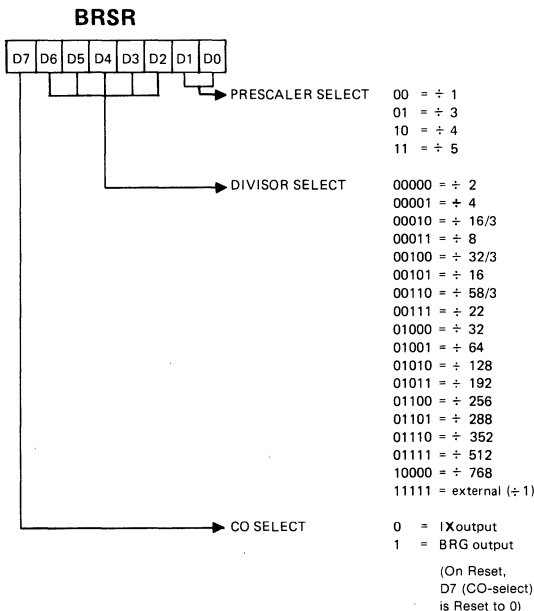 BRSR
D7 D6 D5 D4 D3 D2 D1 D0
PRESCALER SELECT 00 = ÷ 1
01 = ÷ 3
10 = ÷ 4
11 = ÷ 5
DIVISOR SELECT 00000 = ÷ 2
00001 = ÷ 4
00010 = ÷ 16/3
00011 = ÷ 8
00100 = ÷ 32/3
00101 = ÷ 16
00110 = ÷ 58/3
00111 = ÷ 22
01000 = ÷ 32
01001 = ÷ 64
01010 = ÷ 128
01011 = ÷ 192
01100 = ÷ 256
01101 = ÷ 288
01110 = ÷ 352
01111 = ÷ 512
10000 = ÷ 768
11111 = external (÷ 1)
CO SELECT 0 = IXoutput
1 = BRG output
(On Reset,
D7 (CO-select)
is Reset to 0)